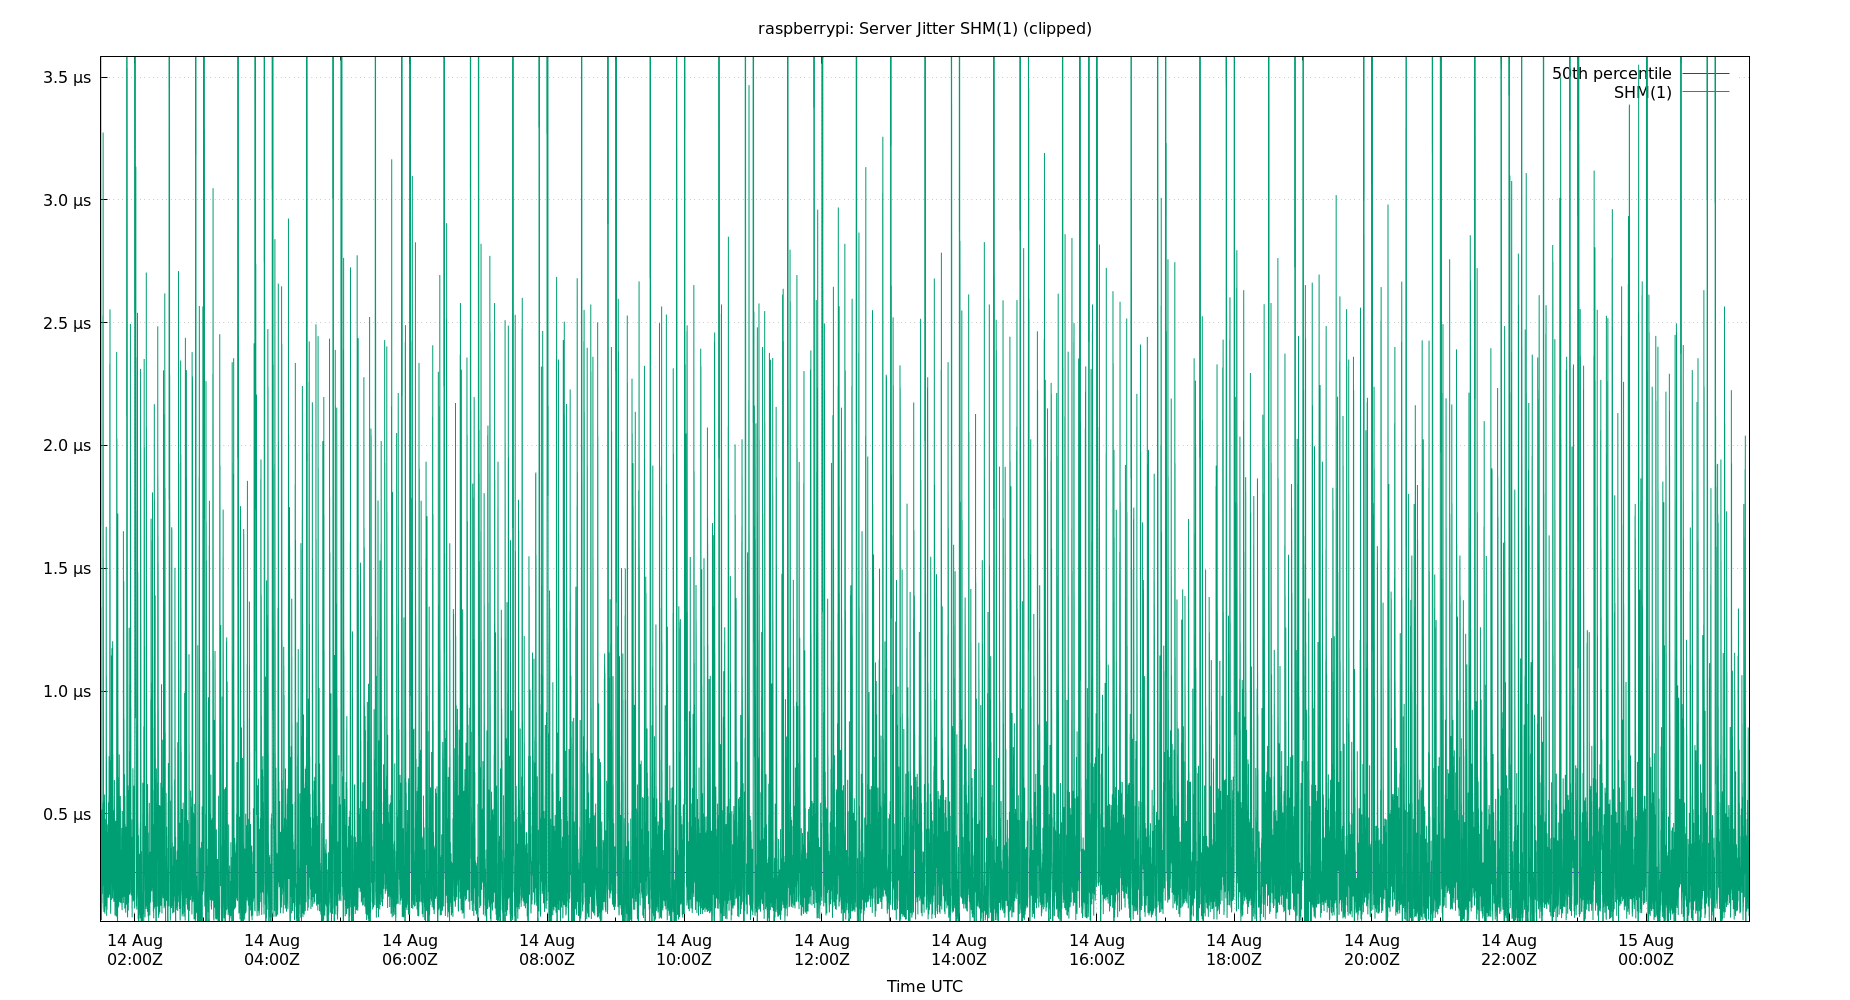 raspberrypi: Server Jitter SHM(1) (clipped)
3.5 µs
50th percentile
SHM(1)
3.0 µs
2.5 µs
2.0 µs
1.5 µs
1.0 µs
0.5 µs
14 Aug 14 Aug 14 Aug 14 Aug 14 Aug 14 Aug 14 Aug 14 Aug 14 Aug 14 Aug 14 Aug 15 Aug
02:00Z 04:00Z 06:00Z 08:00Z 10:00Z 12:00Z 14:00Z 16:00Z 18:00Z 20:00Z 22:00Z 00:00Z
Time UTC